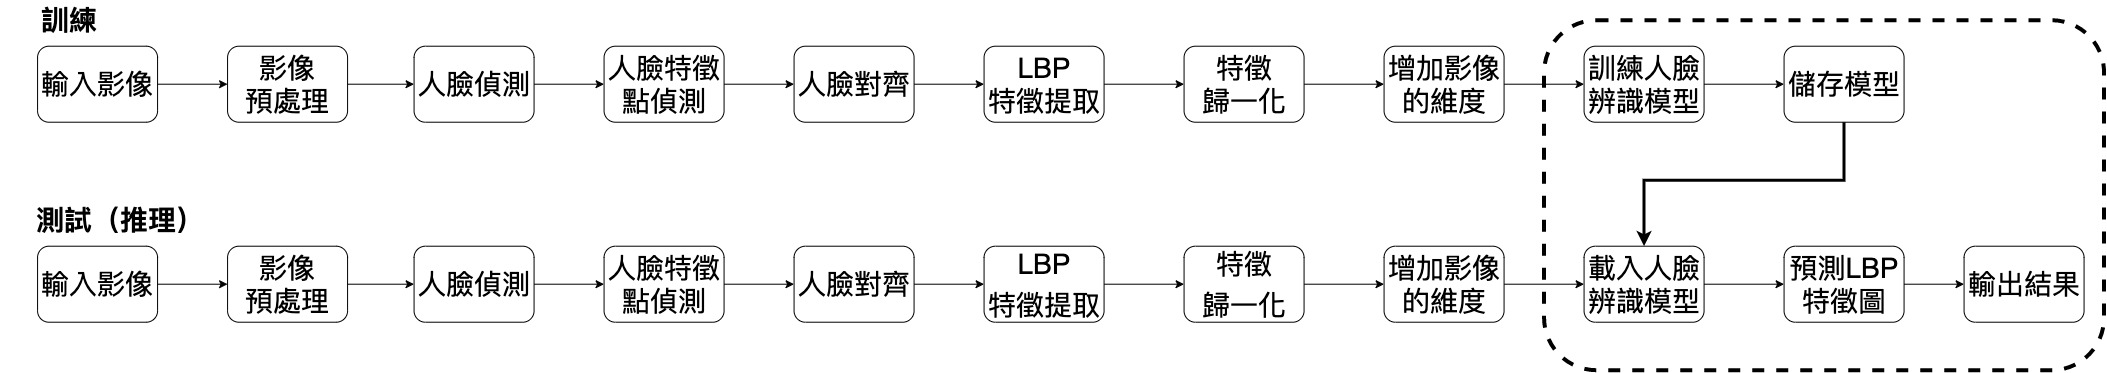 訓練
輸入影像
影像
預處理
人臉偵測
人臉特徵
點偵測
人臉對齊
LBP
特徵提取
特徵
歸一化
增加影像
的維度
訓練人臉
辨識模型
儲存模型
測試（推理）
輸入影像
影像
預處理
人臉偵測
人臉特徵
點偵測
人臉對齊
LBP
特徵提取
特徵
歸一化
增加影像
的維度
載入人臉
辨識模型
預測LBP
特徵圖
輸出結果